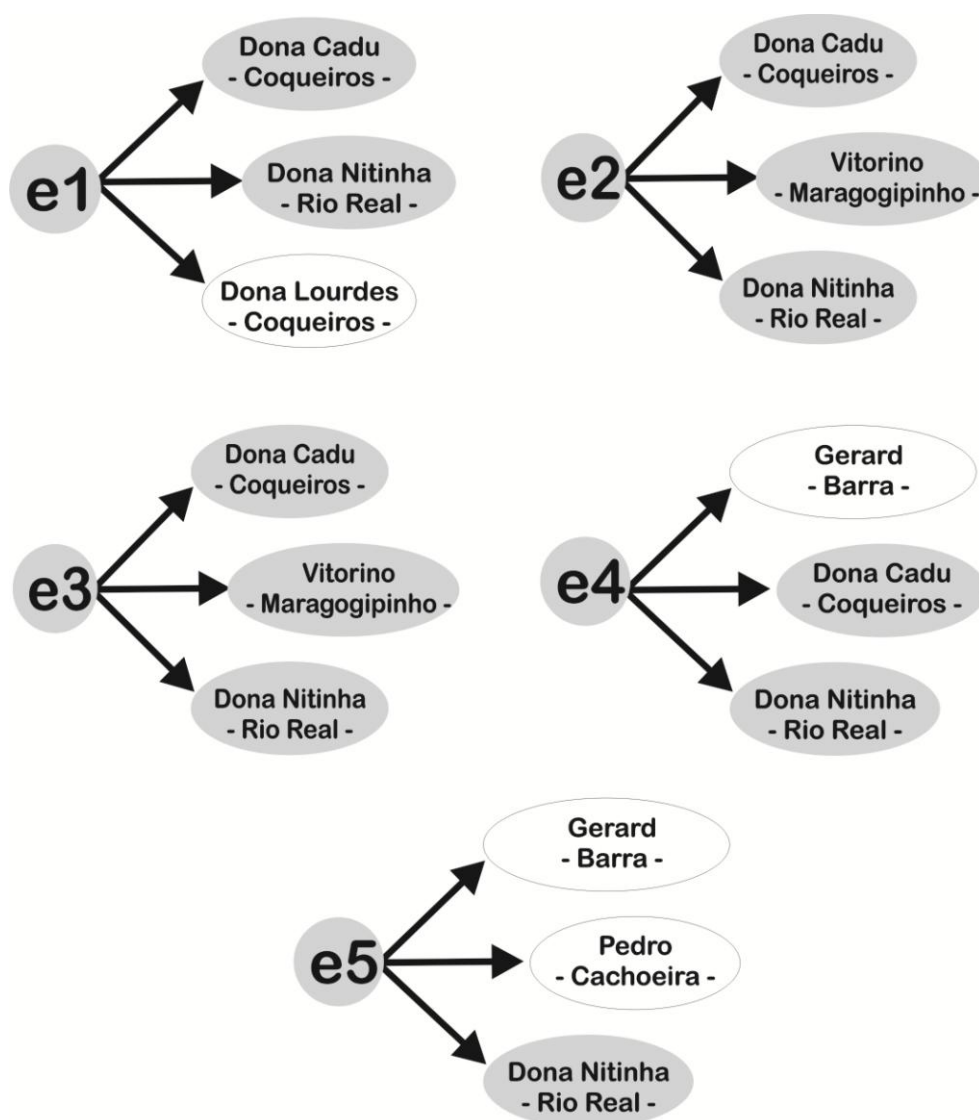 e1
Dona Cadu
- Coqueiros -
Dona Nitinha
- Rio Real -
Dona Lourdes
- Coqueiros -
e2
Dona Cadu
- Coqueiros -
Vitorino
- Maragogipinho -
Dona Nitinha
- Rio Real -
e3
Dona Cadu
- Coqueiros -
Vitorino
- Maragogipinho -
Dona Nitinha
- Rio Real -
e4
Gerard
- Barra -
Dona Cadu
- Coqueiros -
Dona Nitinha
- Rio Real -
e5
Gerard
- Barra -
Pedro
- Cachoeira -
Dona Nitinha
- Rio Real -